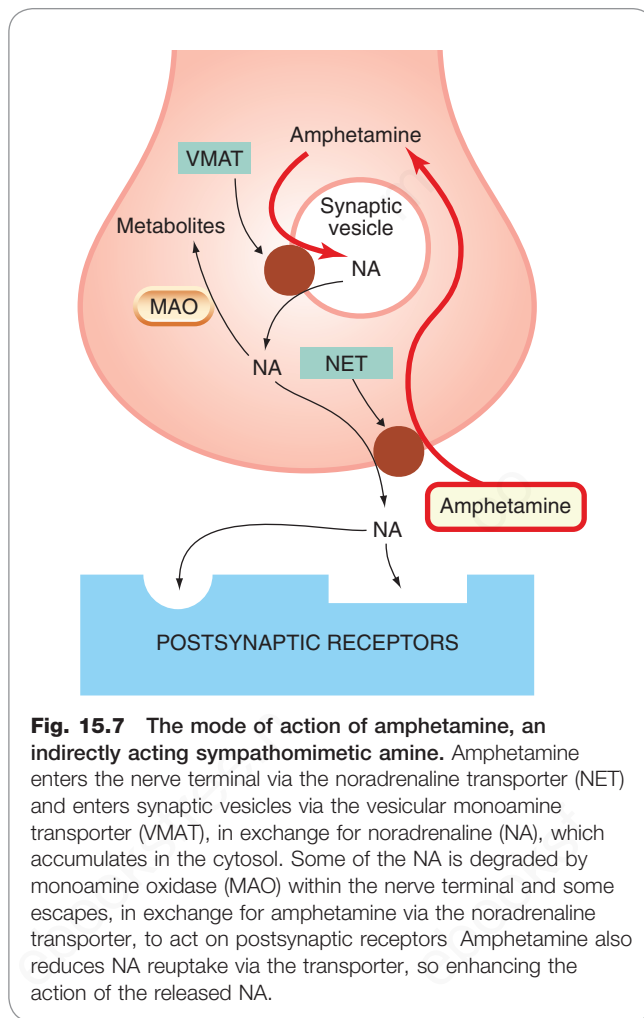 Amphetamine
VMAT
Synaptic
vesicle
Metabolites
NA
MAO
NA
NET
Amphetamine
NA
POSTSYNAPTIC RECEPTORS
Fig. 15.7 The mode of action of amphetamine, an
indirectly acting sympathomimetic amine. Amphetamine
enters the nerve terminal via the noradrenaline transporter (NET)
and enters synaptic vesicles via the vesicular monoamine
transporter (VMAT), in exchange for noradrenaline (NA), which
accumulates in the cytosol. Some of the NA is degraded by
monoamine oxidase (MAO) within the nerve terminal and some
escapes, in exchange for amphetamine via the noradrenaline
transporter, to act on postsynaptic receptors Amphetamine also
reduces NA reuptake via the transporter, so enhancing the
action of the released NA.